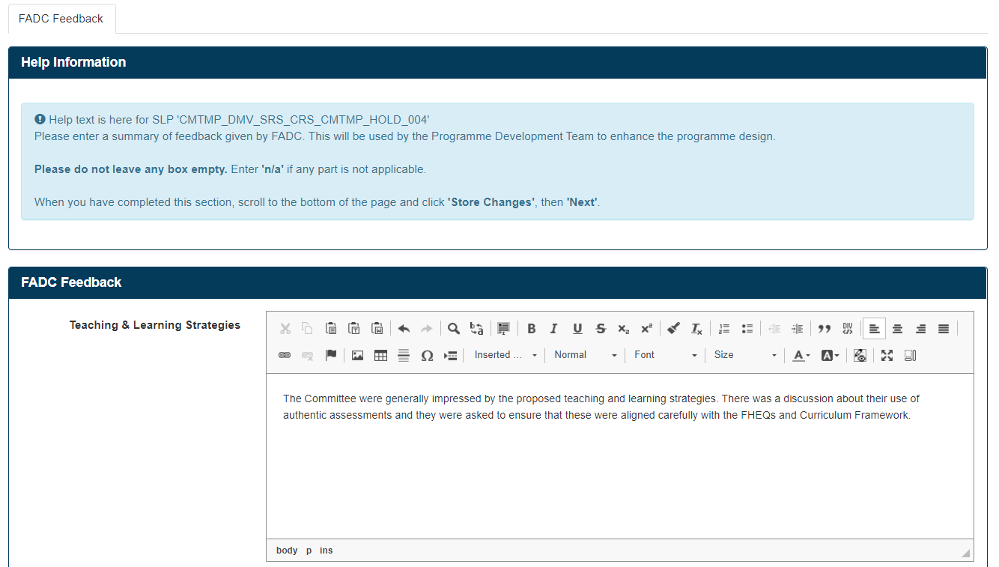 FADC Feedback
Help Information
Help text is here for SLP 'CMTMP_DMV_SRS_CRS_CMTMP_HOLD_004'
Please enter a summary of feedback given by FADC. This will be used by the Programme Development Team to enhance the programme design.
Please do not leave any box empty. Enter 'n/a' if any part is not applicable.
When you have completed this section, scroll to the bottom of the page and click 'Store Changes', then 'Next'.
FADC Feedback
Teaching & Learning Strategies
Inserted ... Normal Font Size
The Committee were generally impressed by the proposed teaching and learning strategies. There was a discussion about their use of
authentic assessments and they were asked to ensure that these were aligned carefully with the FHEQs and Curriculum Framework.
body p ins